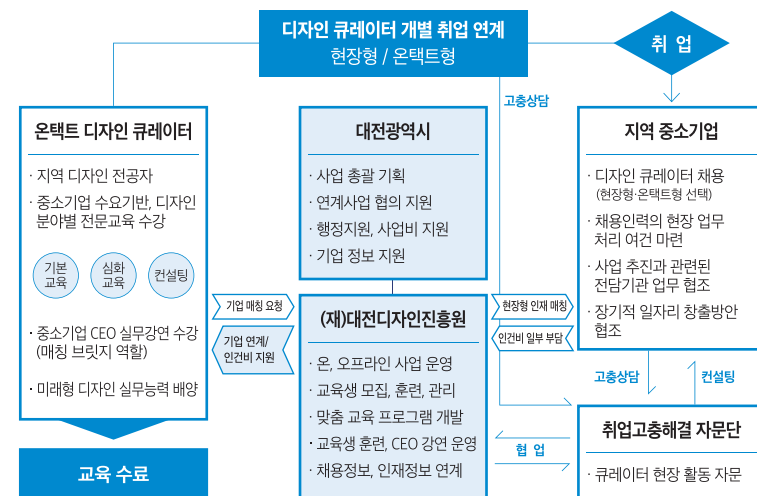 디자인 큐레이터 개별 취업 연계
현장형 / 온택트형
취 업
고충상담
온택트 디자인 큐레이터
· 지역 디자인 전공자
· 중소기업 수요기반, 디자인
분야별 전문교육 수강
기본
교육
심화
교육
컨설팅
· 중소기업 CEO 실무강연 수강
(매칭 브릿지 역할)
· 미래형 디자인 실무능력 배양
교육 수료
대전광역시
· 사업 총괄 기획
· 연계사업 협의 지원
· 행정지원, 사업비 지원
· 기업 정보 지원
기업 매칭 요청
기업 연계/
인건비 지원
(재)대전디자인진흥원
· 온, 오프라인 사업 운영
· 교육생 모집, 훈련, 관리
· 맞춤 교육 프로그램 개발
· 교육생 훈련, CEO 강연 운영
· 채용정보, 인재정보 연계
현장형 인재 매칭
인건비 일부 부담
지역 중소기업
· 디자인 큐레이터 채용
(현장형·온택트형 선택)
· 채용인력의 현장 업무
처리 여건 마련
· 사업 추진과 관련된
전담기관 업무 협조
· 장기적 일자리 창출방안
협조
고충상담
컨설팅
협 업
취업고충해결 자문단
· 큐레이터 현장 활동 자문